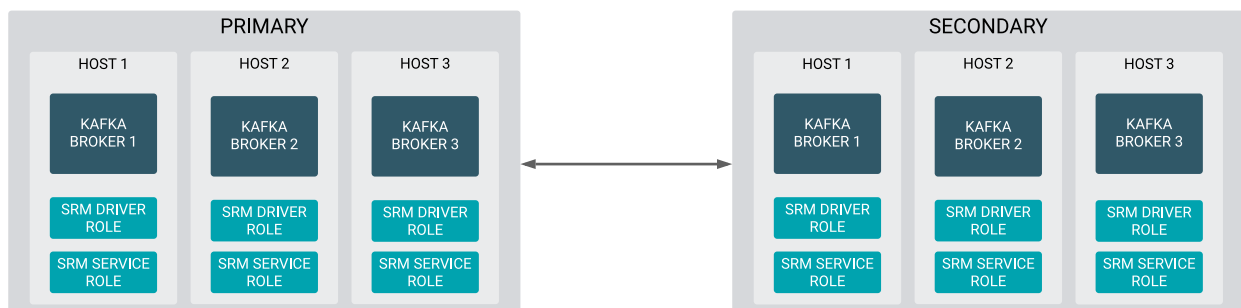 PRIMARY
HOST 1
KAFKA
BROKER 1
SRM DRIVER
ROLE
SRM SERVICE
ROLE
HOST 2
KAFKA
BROKER 2
SRM DRIVER
ROLE
SRM SERVICE
ROLE
HOST 3
KAFKA
BROKER 3
SRM DRIVER
ROLE
SRM SERVICE
ROLE
SECONDARY
HOST 1
KAFKA
BROKER 1
SRM DRIVER
ROLE
SRM SERVICE
ROLE
HOST 2
KAFKA
BROKER 2
SRM DRIVER
ROLE
SRM SERVICE
ROLE
HOST 3
KAFKA
BROKER 3
SRM DRIVER
ROLE
SRM SERVICE
ROLE